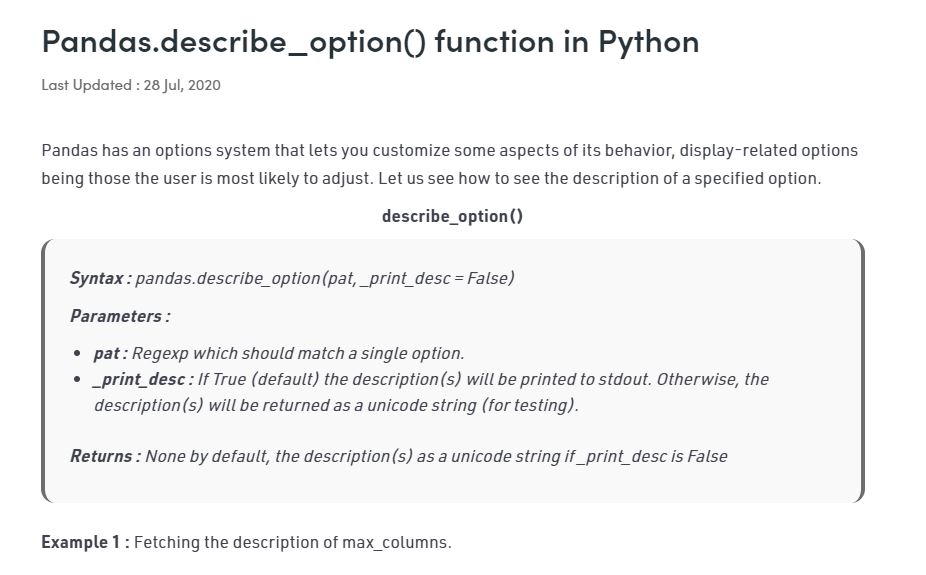 Pandas.describe_option() function in Python
Last Updated : 28 Jul, 2020
Pandas has an options system that lets you customize some aspects of its behavior, display-related options
being those the user is most likely to adjust. Let us see how to see the description of a specified option.
describe_option()
Syntax : pandas.describe_option(pat, _print_desc = False)
Parameters :
• pat : Regexp which should match a single option.
• _print_desc : If True (default) the description(s) will be printed to stdout. Otherwise, the
description(s) will be returned as a unicode string (for testing).
Returns : None by default, the description(s) as a unicode string if _print_desc is False
Example 1 : Fetching the description of max_columns.